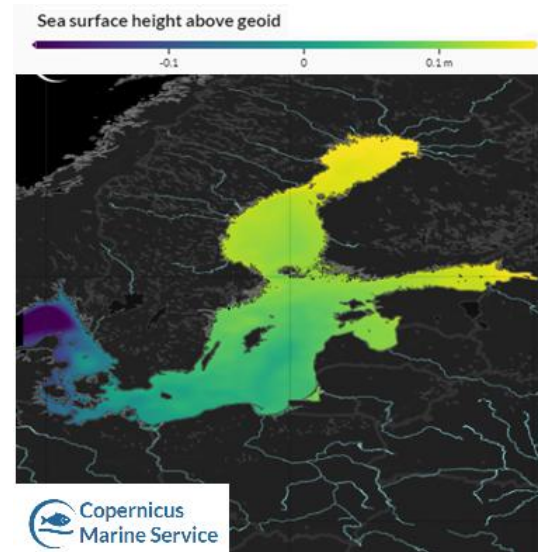 Sea surface height above geoid
-0.1 0 0.1 m
Copernicus
Marine Service